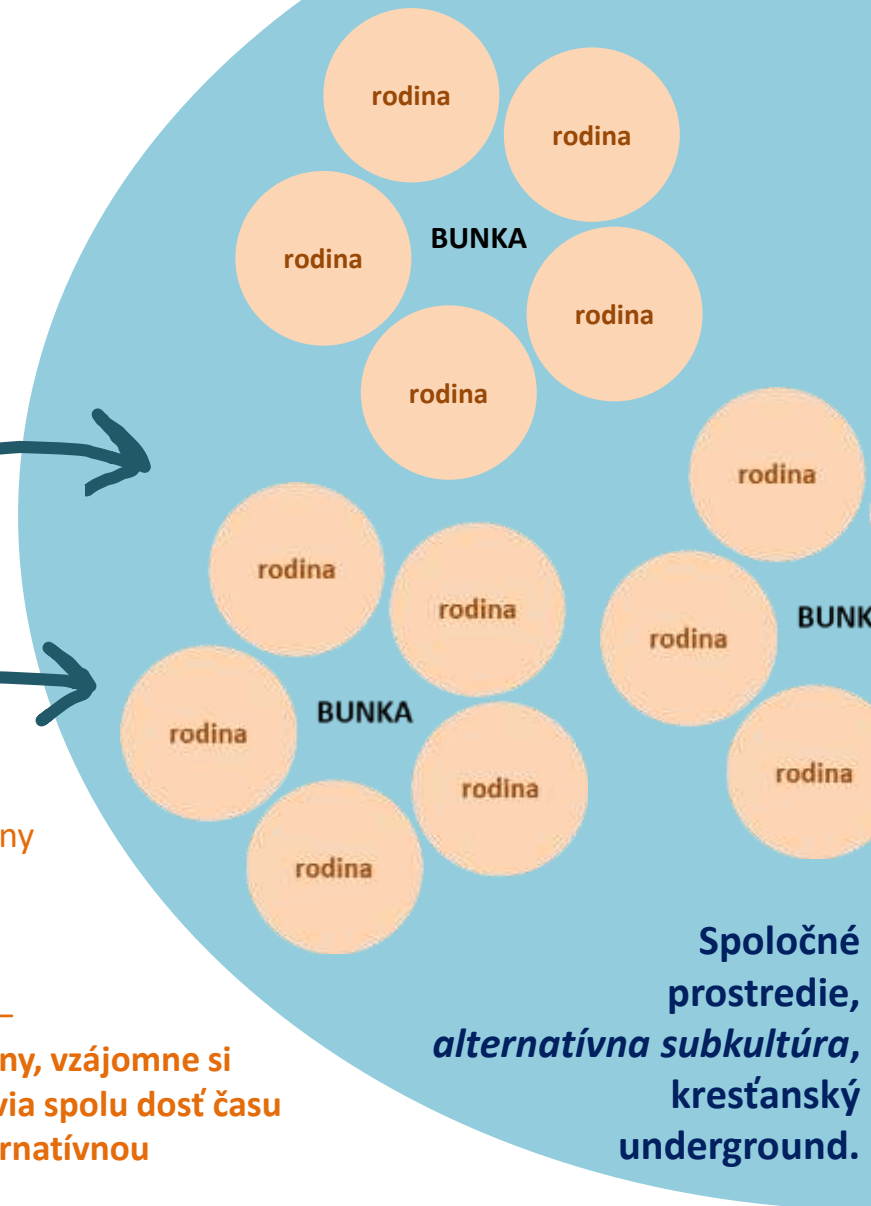 rodina
rodina
BUNKA
rodina
rodina
rodina
rodina
rodina
rodina
BUNK
rodina
BUNKA
rodina
rodina
rodina
rodina
ny
–
ny, vzájomne si
via spolu dosť času
ernatívnou
Spoločné
prostredie,
alternatívna subkultúra,
kresťanský
underground.